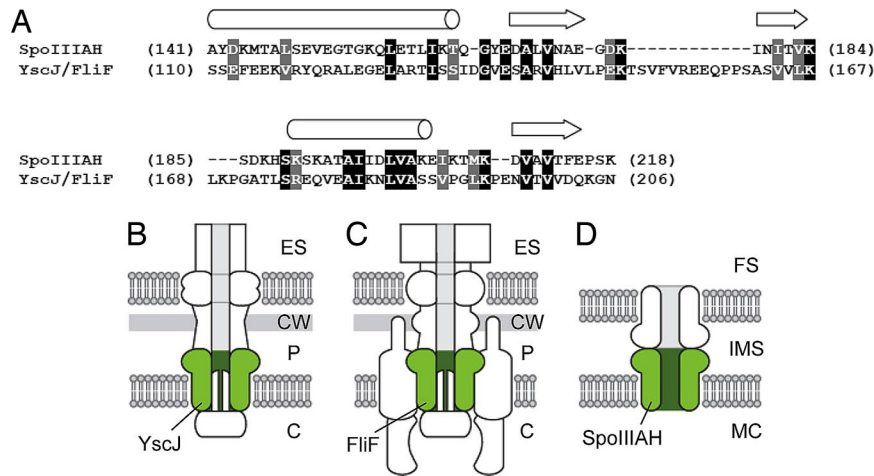 A
SpoIIIAH (141) AYDKMTALSEVEGTGKQLETLIKTQ-GYEDALVNAE-GDK-------------INITVK (184)
YscJ/FliF (110) SSEFEEKVRYQRALEGELARTISSIDGVESARVHLVLPEKTSVFVREEQPPSASVVLK (167)
SpoIIIAH (185) ---SDKHSKSKATAIIDLVAKEIKTMK--DVAVTFEPSK (218)
YscJ/FliF (168) LKPGATLSREQVEAIKNLVASSVPGLKPENVTVVDQKGN (206)
B C D
ES ES FS
CW CW
P P IMS
C C MC
YscJ FliF SpoIIIAH